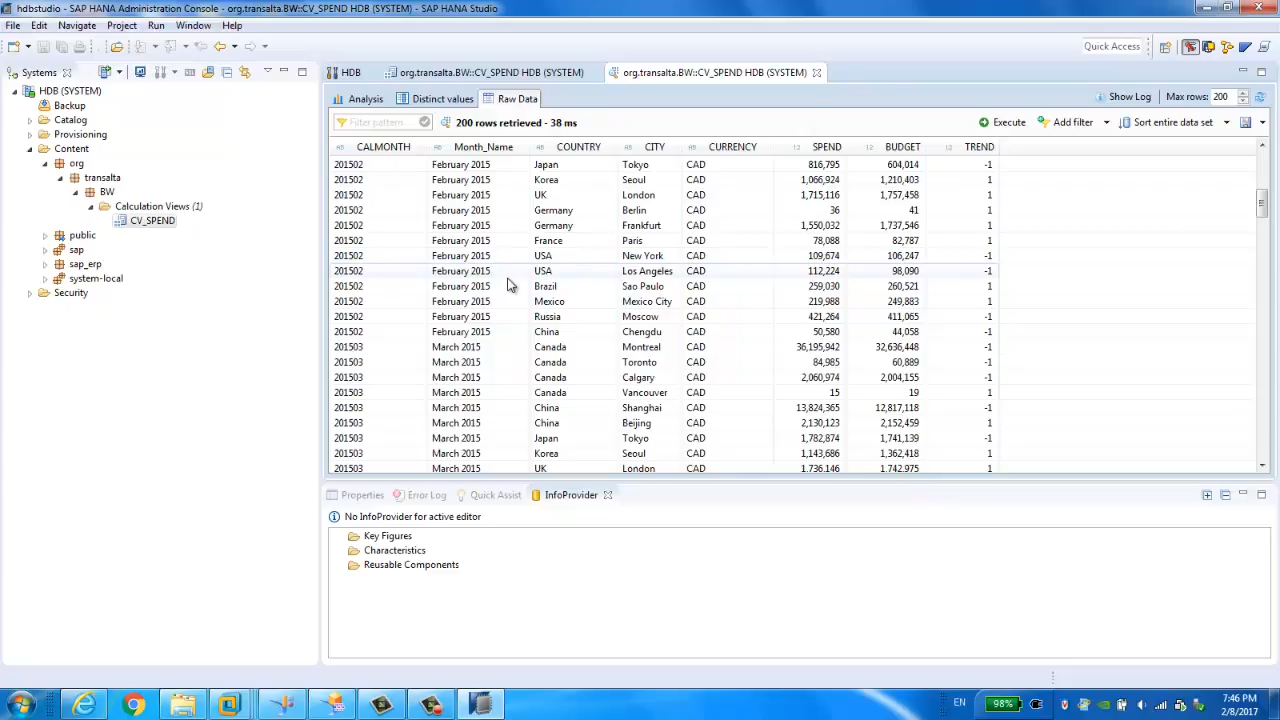 hdbstudio - SAP HANA Administration Console - org.transalta.BW::CV_SPEND HDB (SYSTEM) - SAP HANA Studio
File Edit Navigate Project Run Window Help
Quick Access
Systems
HDB (SYSTEM)
Backup
Catalog
Provisioning
Content
org
transalta
BW
Calculation Views (1)
CV_SPEND
public
sap
sap_erp
system-local
Security
HDB org.transalta.BW::CV_SPEND HDB (SYSTEM) org.transalta.BW::CV_SPEND HDB (SYSTEM)
Analysis Distinct values Raw Data Show Log Max rows: 200
Filter pattern 200 rows retrieved - 38 ms Execute Add filter Sort entire data set
CALMONTH Month_Name COUNTRY CITY CURRENCY SPEND BUDGET TREND
201502 February 2015 Japan Tokyo CAD 816,795 604,014 -1
201502 February 2015 Korea Seoul CAD 1,066,924 1,210,403 1
201502 February 2015 UK London CAD 1,715,116 1,757,458 1
201502 February 2015 Germany Berlin CAD 36 41 1
201502 February 2015 Germany Frankfurt CAD 1,550,032 1,737,546 1
201502 February 2015 France Paris CAD 78,088 82,787 1
201502 February 2015 USA New York CAD 109,674 106,247 -1
201502 February 2015 USA Los Angeles CAD 112,224 98,090 -1
201502 February 2015 Brazil Sao Paulo CAD 259,030 260,521 1
201502 February 2015 Mexico Mexico City CAD 219,988 249,883 1
201502 February 2015 Russia Moscow CAD 421,264 411,065 -1
201502 February 2015 China Chengdu CAD 50,580 44,058 -1
201503 March 2015 Canada Montreal CAD 36,195,942 32,636,448 -1
201503 March 2015 Canada Toronto CAD 84,985 60,889 -1
201503 March 2015 Canada Calgary CAD 2,060,974 2,004,155 -1
201503 March 2015 Canada Vancouver CAD 15 19 1
201503 March 2015 China Shanghai CAD 13,824,365 12,817,118 -1
201503 March 2015 China Beijing CAD 2,130,123 2,152,459 1
201503 March 2015 Japan Tokyo CAD 1,782,874 1,741,139 -1
201503 March 2015 Korea Seoul CAD 1,143,686 1,362,418 1
201503 March 2015 UK London CAD 1,736,146 1,742,975 1
Properties Error Log Quick Assist InfoProvider
No InfoProvider for active editor
Key Figures
Characteristics
Reusable Components
EN 98% 7:46 PM
2/8/2017